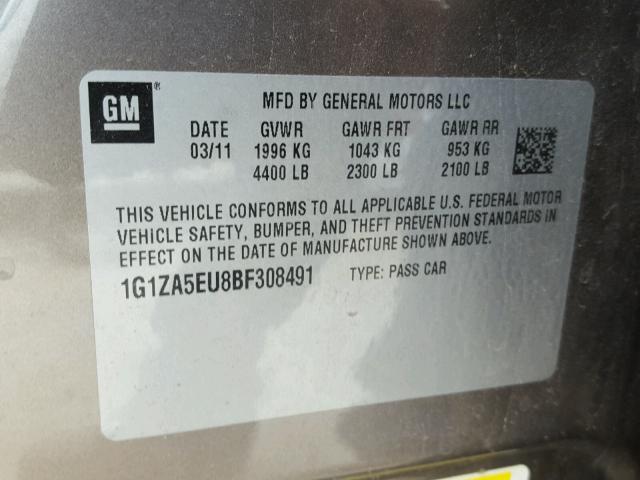 GM®
MFD BY GENERAL MOTORS LLC
DATE GVWR GAWR FRT GAWR RR
03/11 1996 KG 1043 KG 953 KG
4400 LB 2300 LB 2100 LB
THIS VEHICLE CONFORMS TO ALL APPLICABLE U.S. FEDERAL MOTOR
VEHICLE SAFETY, BUMPER, AND THEFT PREVENTION STANDARDS IN
EFFECT ON THE DATE OF MANUFACTURE SHOWN ABOVE.
1G1ZA5EU8BF308491 TYPE: PASS CAR